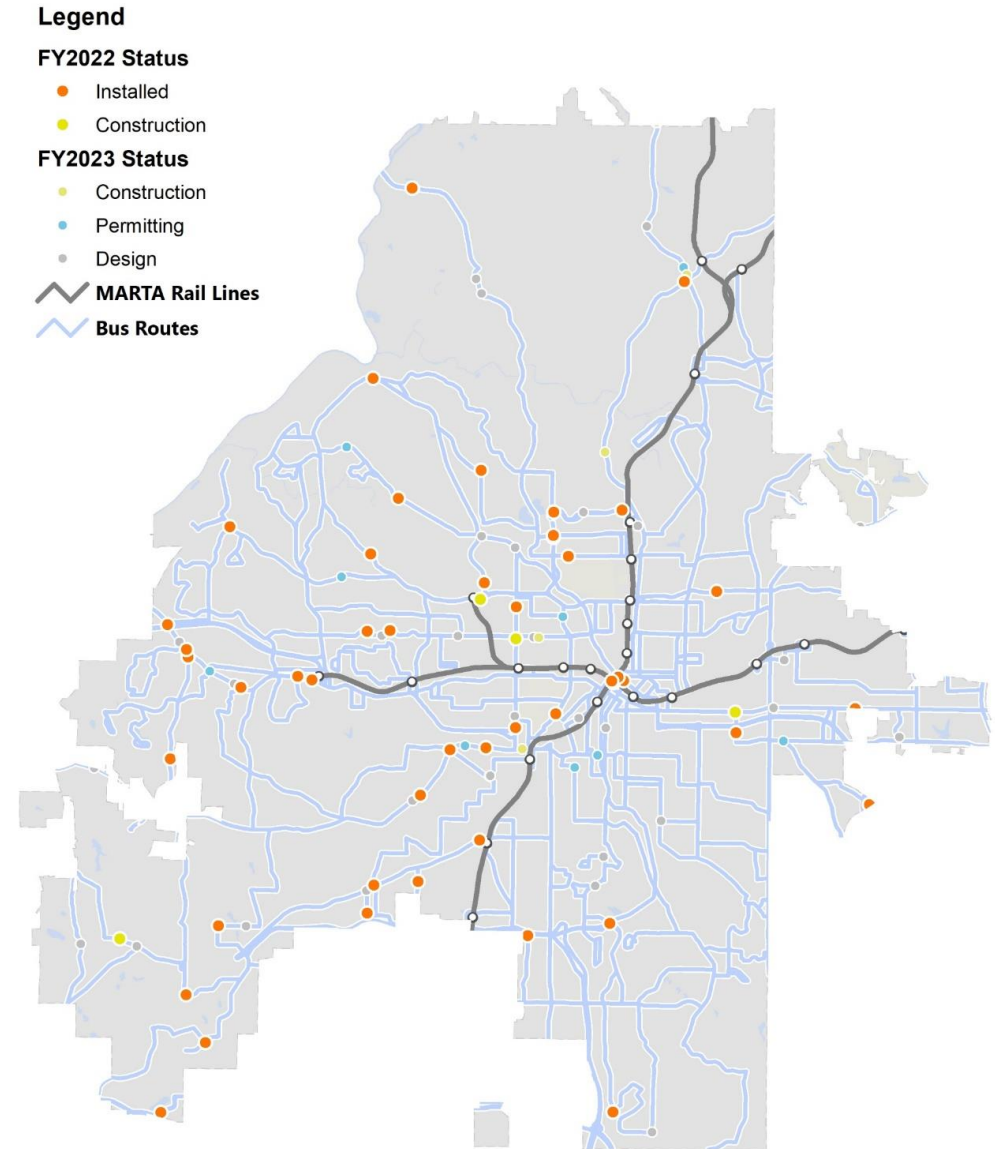 Legend
FY2022 Status
Installed
Construction
FY2023 Status
Construction
Permitting
Design
MARTA Rail Lines
Bus Routes